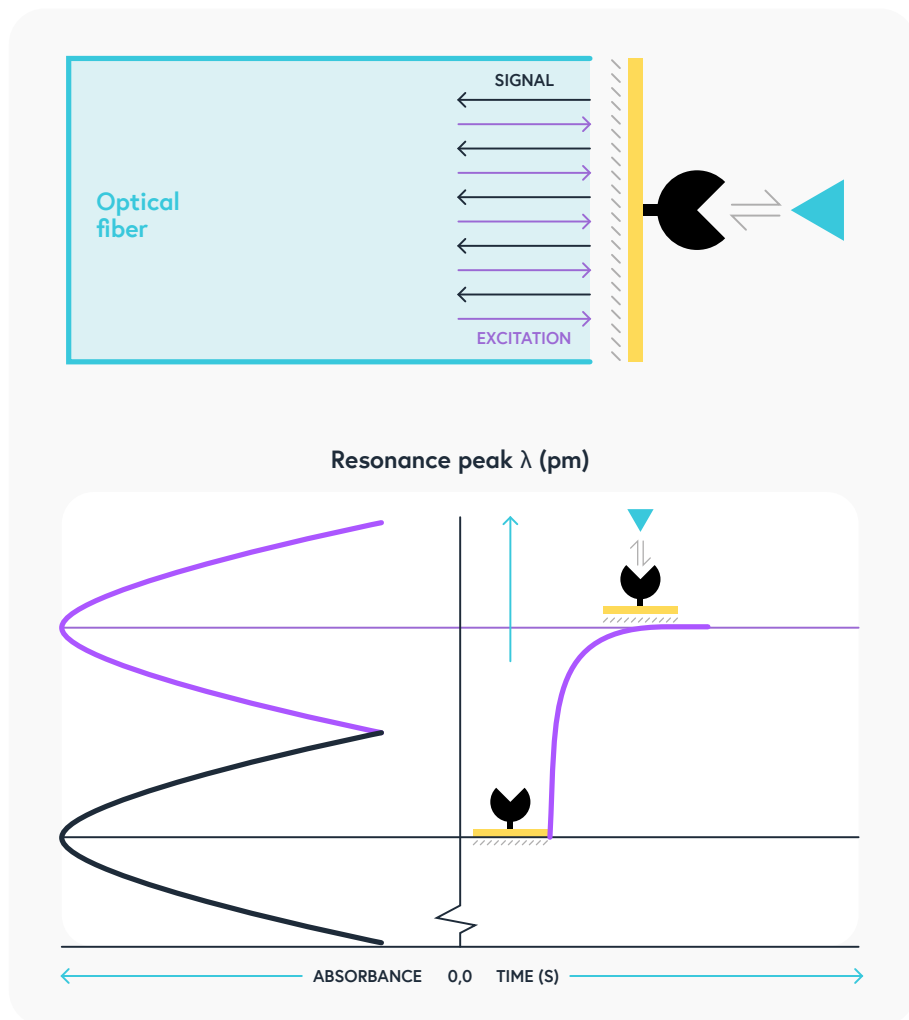 SIGNAL
Optical
fiber
EXCITATION
Resonance peak λ (pm)
ABSORBANCE 0,0 TIME (S)